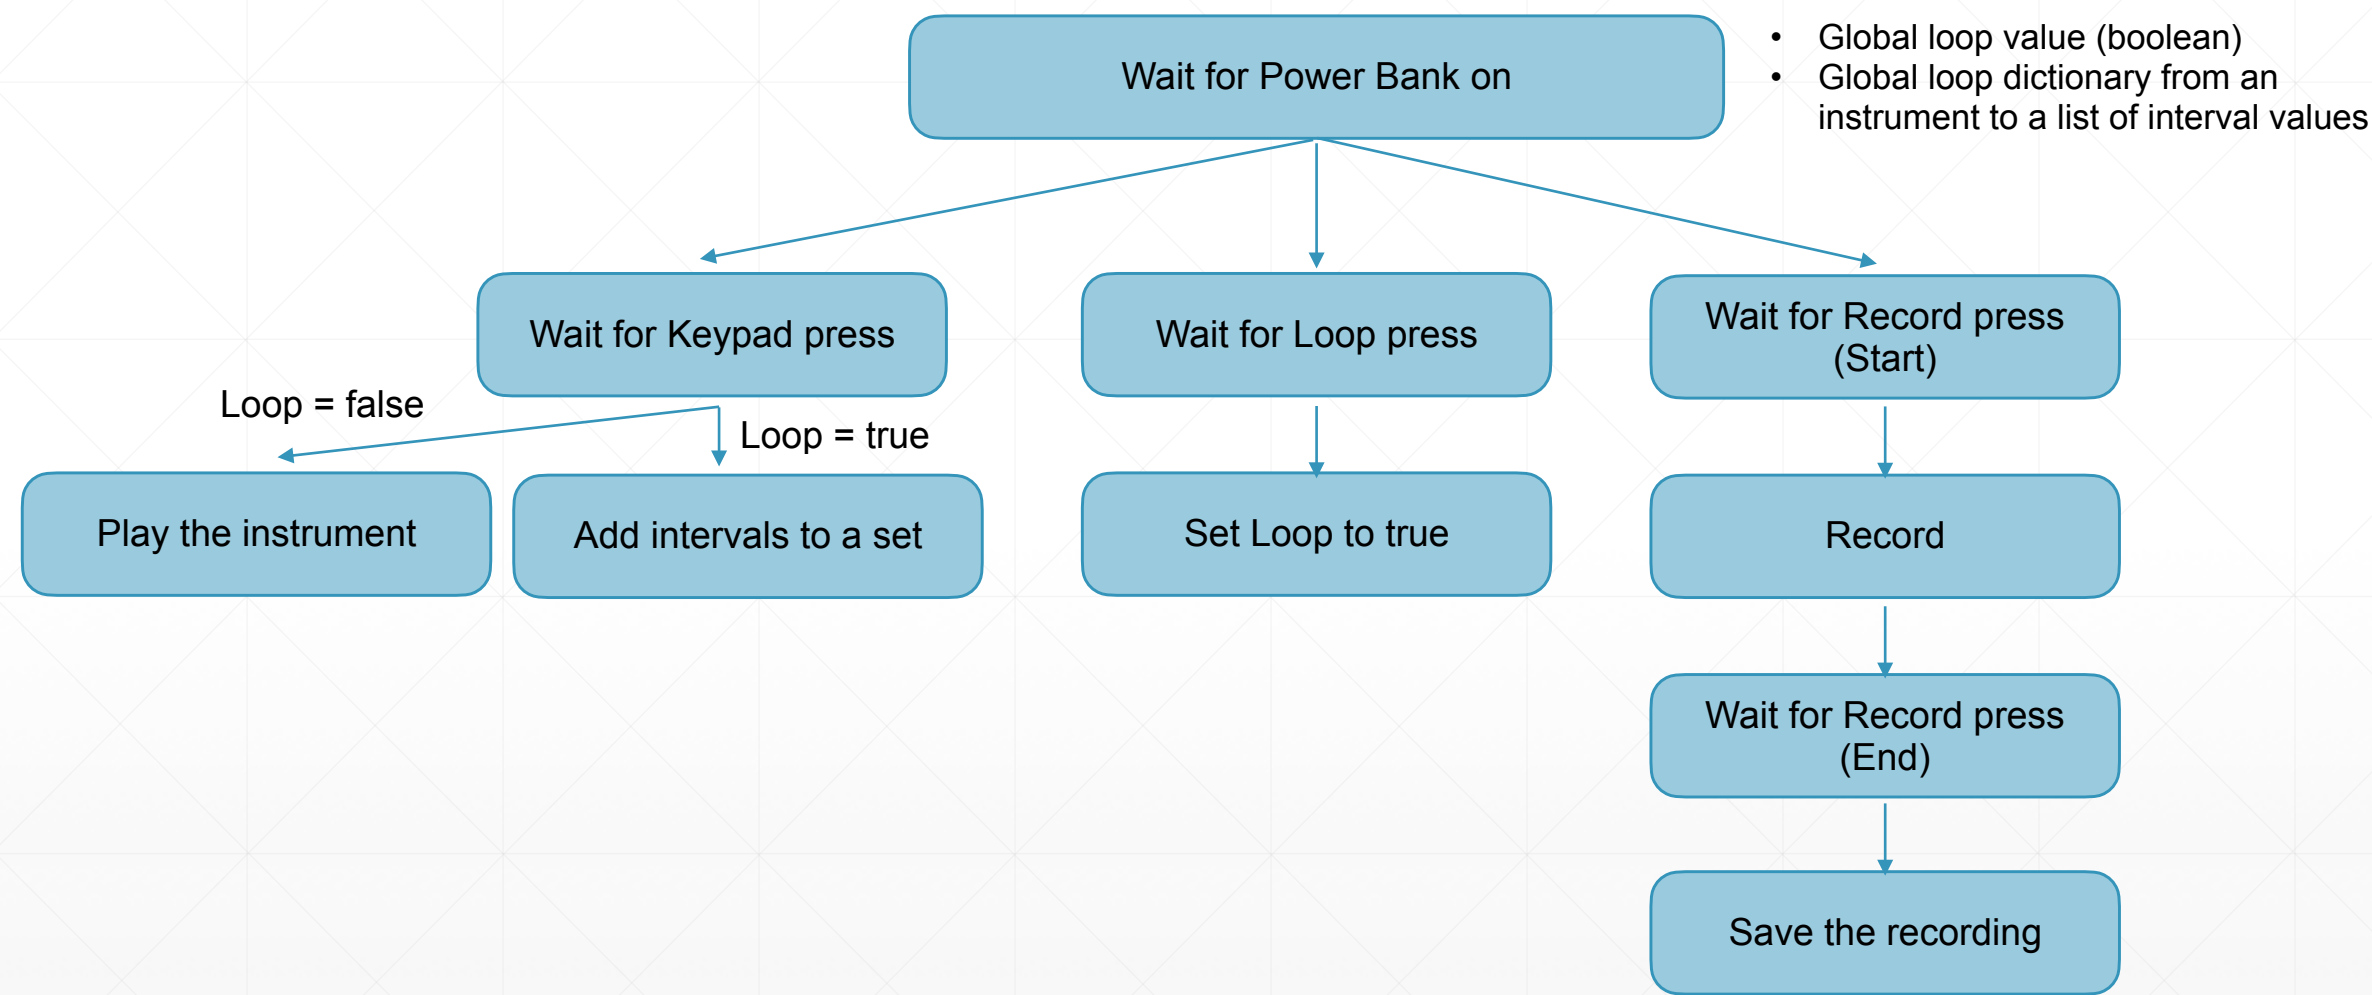 Wait for Power Bank on
• Global loop value (boolean)
• Global loop dictionary from an
instrument to a list of interval values
Wait for Keypad press
Wait for Loop press
Wait for Record press
(Start)
Loop = false
Loop = true
Play the instrument
Add intervals to a set
Set Loop to true
Record
Wait for Record press
(End)
Save the recording